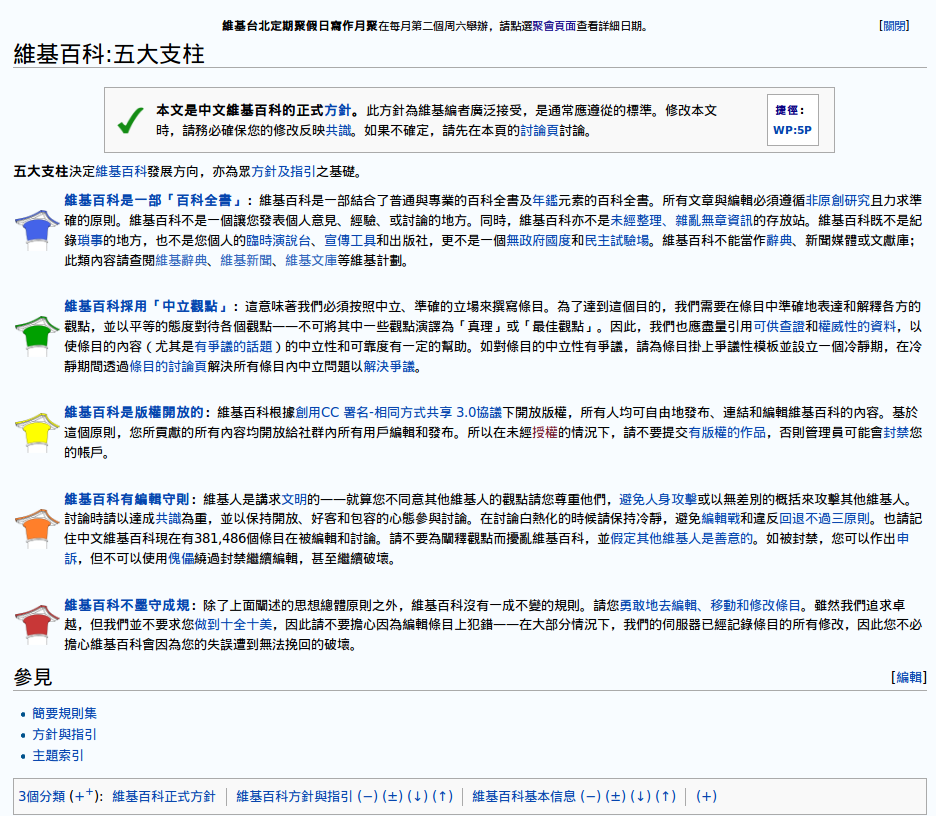 維基台北定期聚假日寫作月聚在每月第二個周六舉辦，請點選聚會頁面查看詳細日期。 [關閉]
維基百科:五大支柱
本文是中文維基百科的正式方針。此方針為維基編者廣泛接受，是通常應遵從的標準。修改本文
時，請務必確保您的修改反映共識。如果不確定，請先在本頁的討論頁討論。
捷徑：
WP:5P
五大支柱決定維基百科發展方向，亦為眾方針及指引之基礎。
維基百科是一部「百科全書」：維基百科是一部結合了普通與專業的百科全書及年鑑元素的百科全書。所有文章與編輯必須遵循非原創研究且力求準
確的原則。維基百科不是一個讓您發表個人意見、經驗、或討論的地方。同時，維基百科亦不是未經整理、雜亂無章資訊的存放站。維基百科既不是紀
錄瑣事的地方，也不是您個人的臨時演說台、宣傳工具和出版社，更不是一個無政府國度和民主試驗場。維基百科不能當作辭典、新聞媒體或文獻庫；
此類內容請查閱維基辭典、維基新聞、維基文庫等維基計劃。
維基百科採用「中立觀點」：這意味著我們必須按照中立、準確的立場來撰寫條目。為了達到這個目的，我們需要在條目中準確地表達和解釋各方的
觀點，並以平等的態度對待各個觀點——不可將其中一些觀點演譯為「真理」或「最佳觀點」。因此，我們也應盡量引用可供查證和權威性的資料，以
使條目的內容（尤其是有爭議的話題）的中立性和可靠度有一定的幫助。如對條目的中立性有爭議，請為條目掛上爭議性模板並設立一個冷靜期，在冷
靜期間透過條目的討論頁解決所有條目內中立問題以解決爭議。
維基百科是版權開放的：維基百科根據創用CC 署名-相同方式共享 3.0協議下開放版權，所有人均可自由地發布、連結和編輯維基百科的內容。基於
這個原則，您所貢獻的所有內容均開放給社群內所有用戶編輯和發布。所以在未經授權的情況下，請不要提交有版權的作品，否則管理員可能會封禁您
的帳戶。
維基百科有編輯守則：維基人是講求文明的——就算您不同意其他維基人的觀點請您尊重他們，避免人身攻擊或以無差別的概括來攻擊其他維基人。
討論時請以達成共識為重，並以保持開放、好客和包容的心態參與討論。在討論白熱化的時候請保持冷靜，避免編輯戰和違反回退不過三原則。也請記
住中文維基百科現在有381,486個條目在被編輯和討論。請不要為闡釋觀點而擾亂維基百科，並假定其他維基人是善意的。如被封禁，您可以作出申
訴，但不可以使用傀儡繞過封禁繼續編輯，甚至繼續破壞。
維基百科不墨守成規：除了上面闡述的思想總體原則之外，維基百科沒有一成不變的規則。請您勇敢地去編輯、移動和修改條目。雖然我們追求卓
越，但我們並不要求您做到十全十美，因此請不要擔心因為編輯條目上犯錯——在大部分情況下，我們的伺服器已經記錄條目的所有修改，因此您不必
擔心維基百科會因為您的失誤遭到無法挽回的破壞。
參見 [編輯]
簡要規則集
方針與指引
主題索引
3個分類 (+⁺): 維基百科正式方針 | 維基百科方針與指引 (−) (±) (↓) (↑) | 維基百科基本信息 (−) (±) (↓) (↑) | (+)